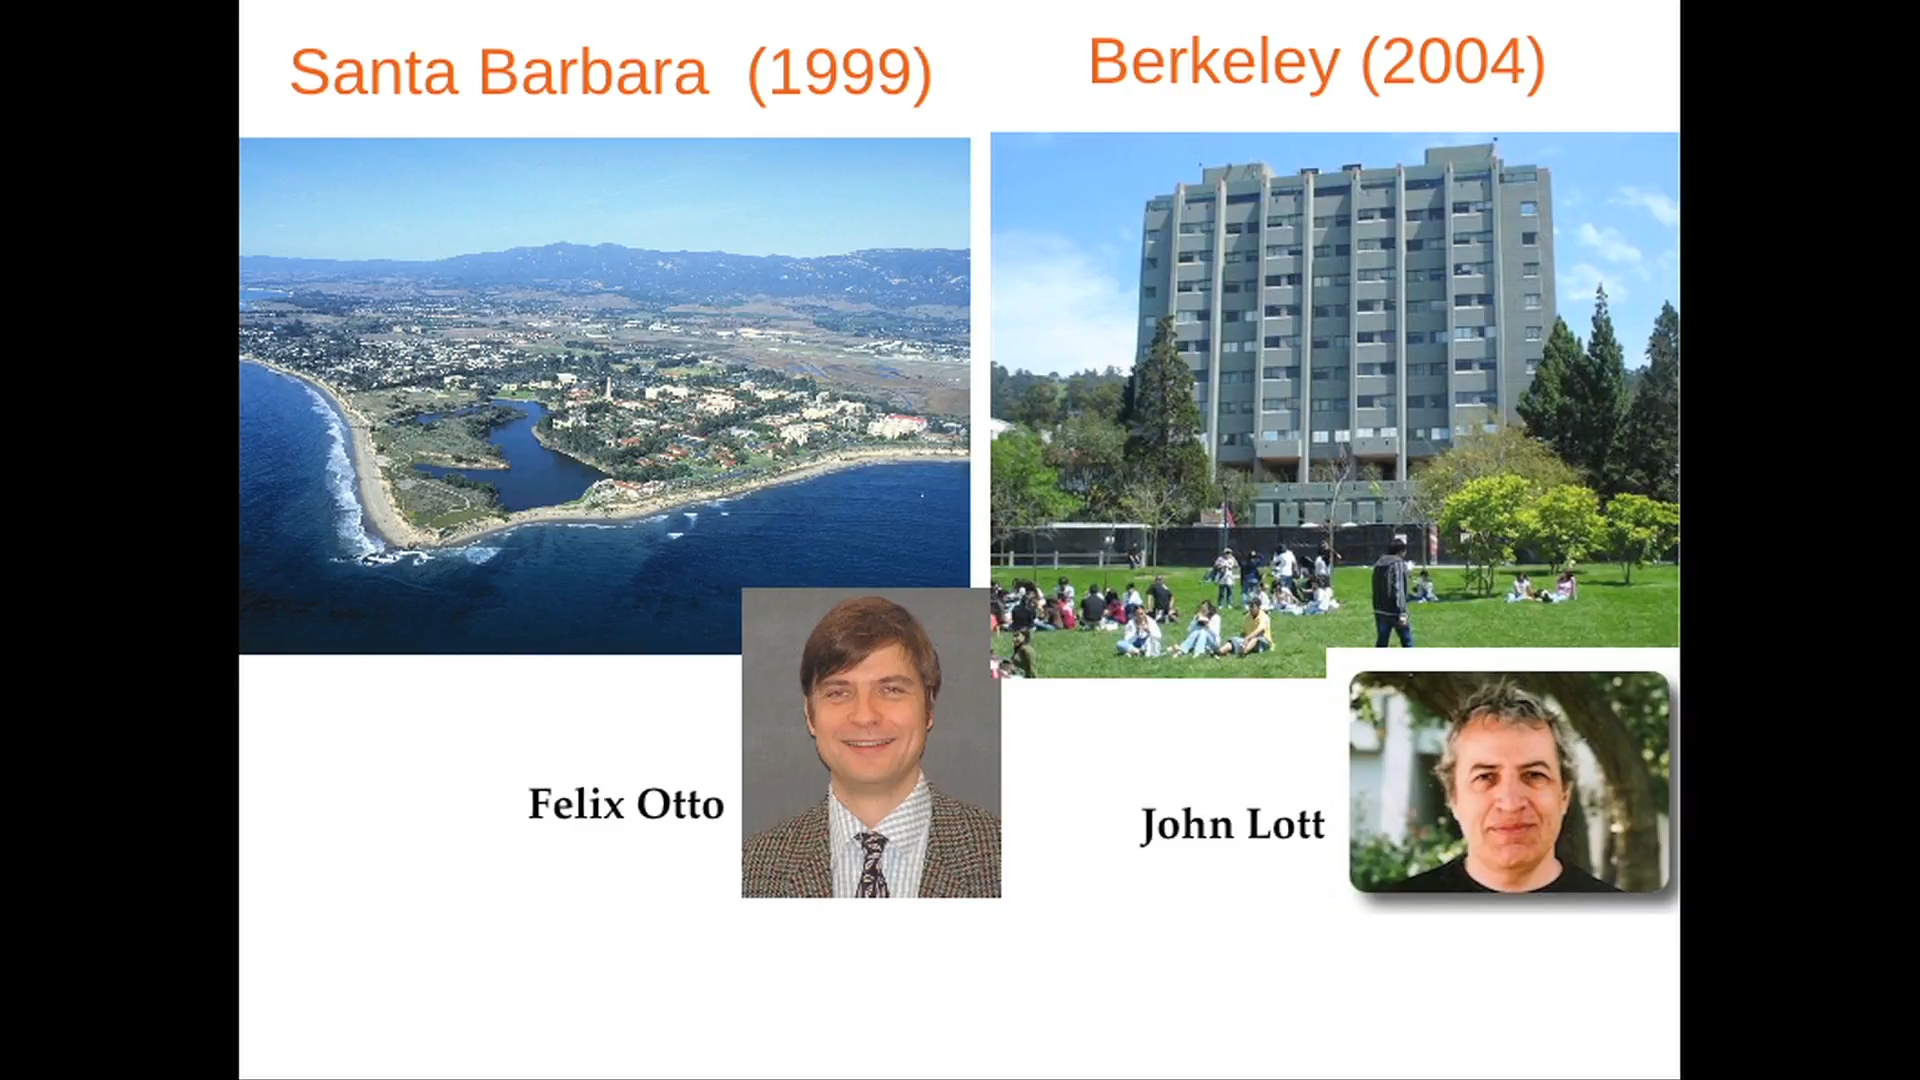 Santa Barbara (1999)
Berkeley (2004)
Felix Otto
John Lott